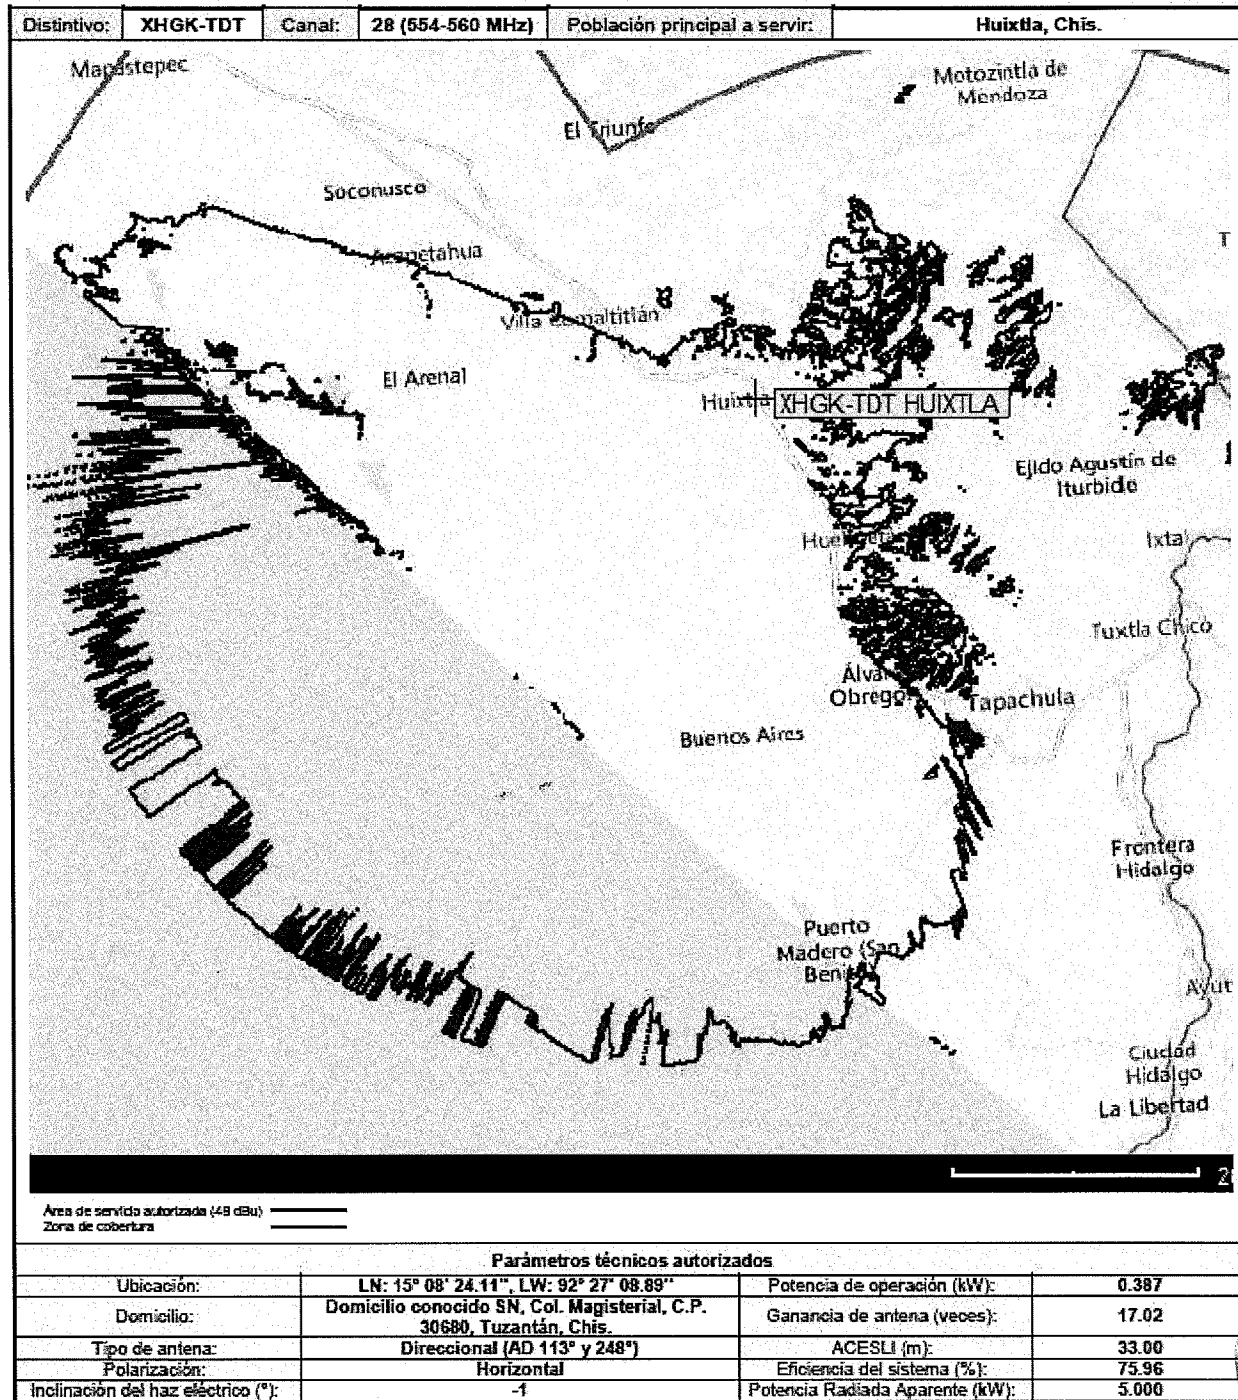 Distintivo: XHGK-TDT Canal: 28 (554-560 MHz) Población principal a servir: Huixtla, Chis.
Mapastepec
Motozintla de
Mendoza
El Triunfo
Soconusco
Acapetahua
Villa Comaltitlán
El Arenal
Huixtla
XHGK-TDT HUIXTLA
Ejido Agustín de
Iturbide
Ixtal
Tuxtla Chico
Obrego
Tapachula
Buenos Aires
Frontera
Hidalgo
Puerto
Madero (San
Ciudad
Hidalgo
La Libertad
2
Área de servicio autorizada (48 dBu)
Zona de cobertura
Parámetros técnicos autorizados
Ubicación: LN: 15° 08' 24.11", LW: 92° 27' 08.89" Potencia de operación (kW): 0.387
Domicilio: Domicilio conocido SN, Col. Magisterial, C.P. 30680, Tuzantán, Chis. Ganancia de antena (veces): 17.02
Tipo de antena: Direccional (AD 113° y 248°) ACESLI (m): 33.00
Polarización: Horizontal Eficiencia del sistema (%): 75.96
Inclinación del haz eléctrico (°): -1 Potencia Radiada Aparente (kW): 5.000